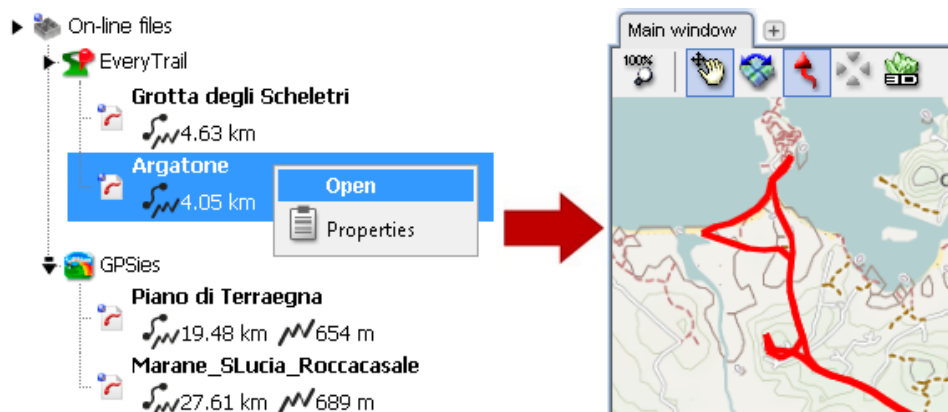 On-line files
EveryTrail
Grotta degli Scheletri
4.63 km
Argatone
4.05 km
Open
Properties
GPSies
Piano di Terraegna
19.48 km 654 m
Marane_SLucia_Roccacasale
27.61 km 689 m
Main window
100%
3D